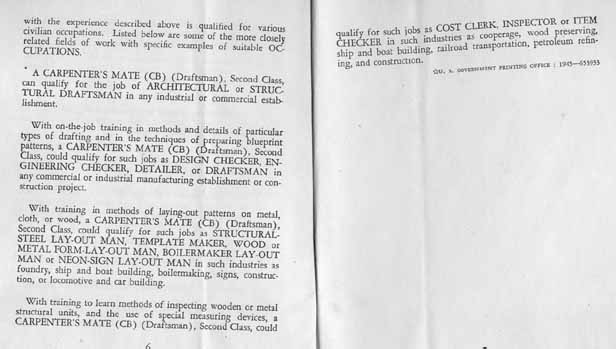 with the experience described above is qualified for various
civilian occupations. Listed below are some of the more closely
related fields of work with specific examples of suitable OC-
CUPATIONS.
A CARPENTER'S MATE (CB) (Draftsman), Second Class,
can qualify for the job of ARCHITECTURAL or STRUC-
TURAL DRAFTSMAN in any industrial or commercial estab-
lishment.
With on-the-job training in methods and details of particular
types of drafting and in the techniques of preparing blueprint
patterns, a CARPENTER'S MATE (CB) (Draftsman), Second
Class, could qualify for such jobs as DESIGN CHECKER, EN-
GINEERING CHECKER, DETAILER, or DRAFTSMAN in
any commercial or industrial manufacturing establishment or con-
struction project.
With training in methods of laying-out patterns on metal,
cloth, or wood, a CARPENTER'S MATE (CB) (Draftsman),
Second Class, could qualify for such jobs as STRUCTURAL-
STEEL LAY-OUT MAN, TEMPLATE MAKER, WOOD or
METAL FORM-LAY-OUT MAN, BOILERMAKER LAY-OUT
MAN or NEON-SIGN LAY-OUT MAN in such industries as
foundry, ship and boat building, boilermaking, signs, construc-
tion, or locomotive and car building.
With training to learn methods of inspecting wooden or metal
structural units, and the use of special measuring devices, a
CARPENTER'S MATE (CB) (Draftsman), Second Class, could
6
qualify for such jobs as COST CLERK, INSPECTOR or ITEM
CHECKER in such industries as cooperage, wood preserving,
ship and boat building, railroad transportation, petroleum refin-
ing, and construction.
U. S. GOVERNMENT PRINTING OFFICE : 1945—653933